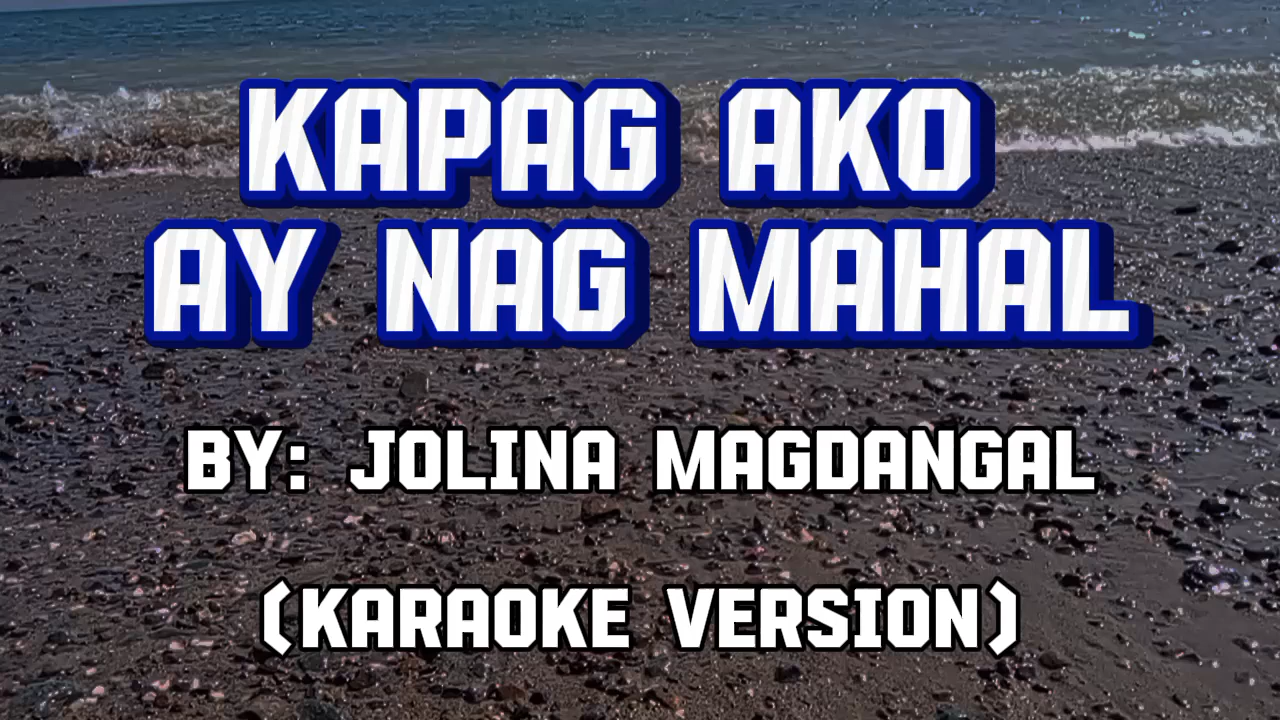 KAPAG AKO
AY NAG MAHAL
BY: JOLINA MAGDANGAL
(KARAOKE VERSION)